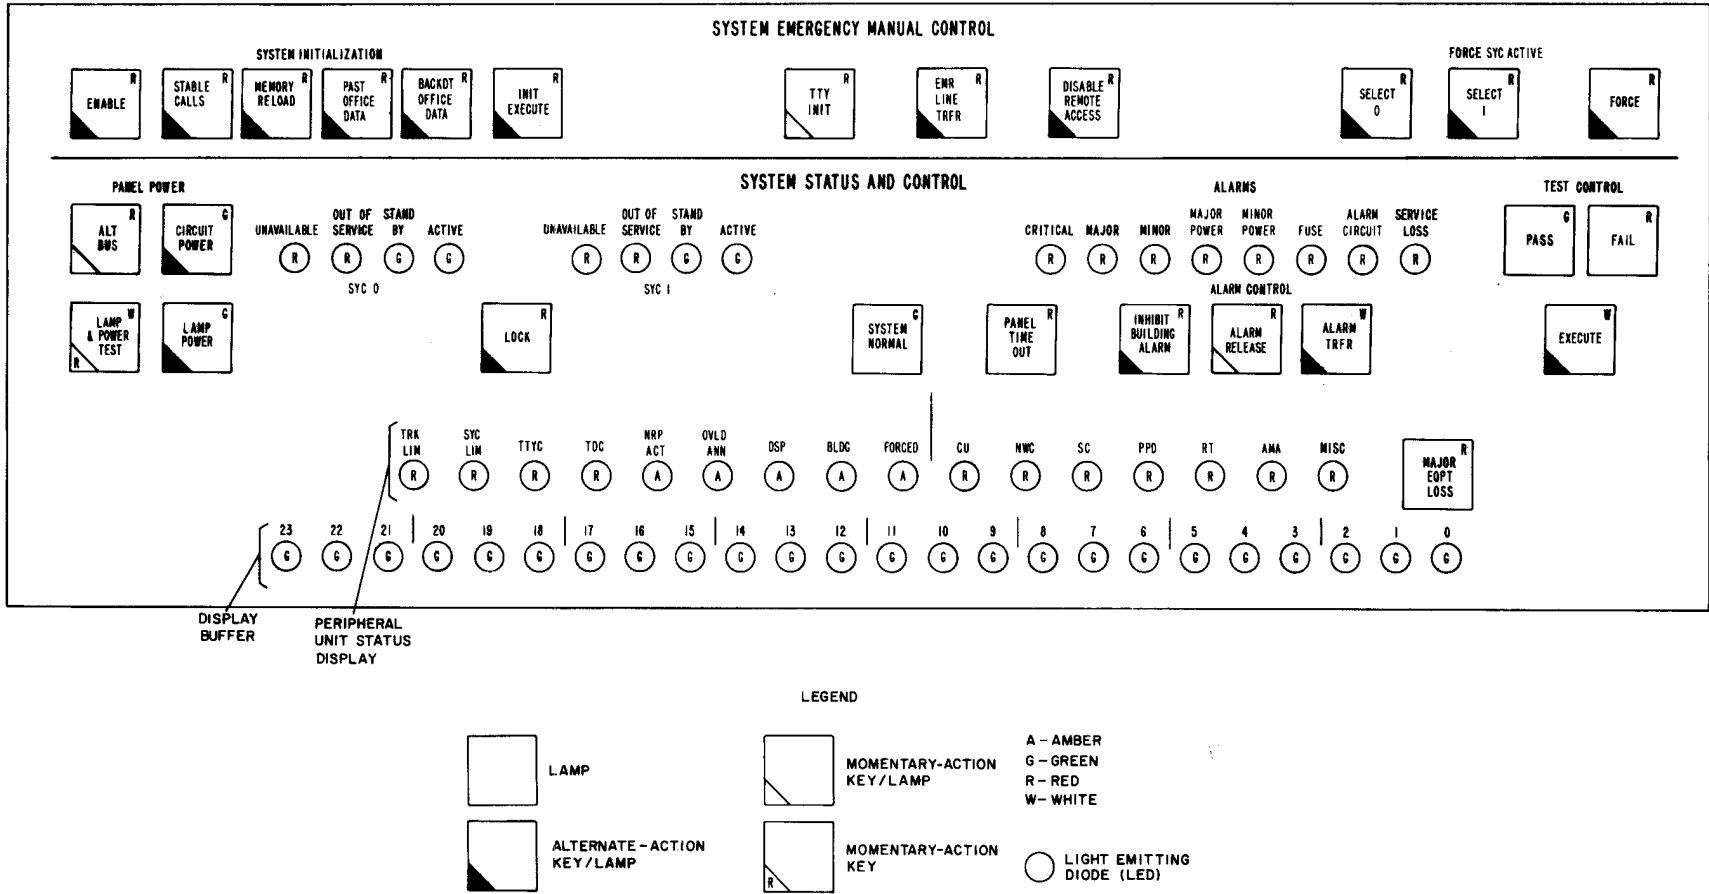 SYSTEM EMERGENCY MANUAL CONTROL
SYSTEM INITIALIZATION
FORCE SYC ACTIVE
R
ENABLE
R
STABLE
CALLS
R
MEMORY
RELOAD
R
PAST
OFFICE
DATA
R
BACKDT
OFFICE
DATA
R
INIT
EXECUTE
R
TTY
INIT
R
EMR
LINE
TRFR
R
DISABLE
REMOTE
ACCESS
R
SELECT
0
R
SELECT
1
R
FORCE
SYSTEM STATUS AND CONTROL
PANEL POWER
ALARMS
TEST CONTROL
R
ALT
BUS
G
CIRCUIT
POWER
UNAVAILABLE
R
OUT OF
SERVICE
R
STAND
BY
G
ACTIVE
G
SYC 0
UNAVAILABLE
R
OUT OF
SERVICE
R
STAND
BY
G
ACTIVE
G
SYC 1
CRITICAL
R
MAJOR
R
MINOR
R
MAJOR
POWER
R
MINOR
POWER
R
FUSE
R
ALARM
CIRCUIT
R
SERVICE
LOSS
R
G
PASS
R
FAIL
ALARM CONTROL
W
LAMP
& POWER
TEST
R
G
LAMP
POWER
R
LOCK
G
SYSTEM
NORMAL
R
PANEL
TIME
OUT
R
INHIBIT
BUILDING
ALARM
R
ALARM
RELEASE
W
ALARM
TRFR
W
EXECUTE
TRK
LIM
R
SYC
LIM
R
TTYC
R
TDC
R
NRP
ACT
A
OVLD
ANN
A
DSP
A
BLDG
A
FORCED
A
CU
R
NWC
R
SC
R
PPD
R
RT
R
AMA
R
MISC
R
R
MAJOR
EQPT
LOSS
23 22 21 20 19 18 17 16 15 14 13 12 11 10 9 8 7 6 5 4 3 2 1 0
G G G G G G G G G G G G G G G G G G G G G G G G
DISPLAY
BUFFER
PERIPHERAL
UNIT STATUS
DISPLAY
LEGEND
LAMP
MOMENTARY-ACTION
KEY/LAMP
A - AMBER
G - GREEN
R - RED
W - WHITE
ALTERNATE-ACTION
KEY/LAMP
R
MOMENTARY-ACTION
KEY
LIGHT EMITTING
DIODE (LED)